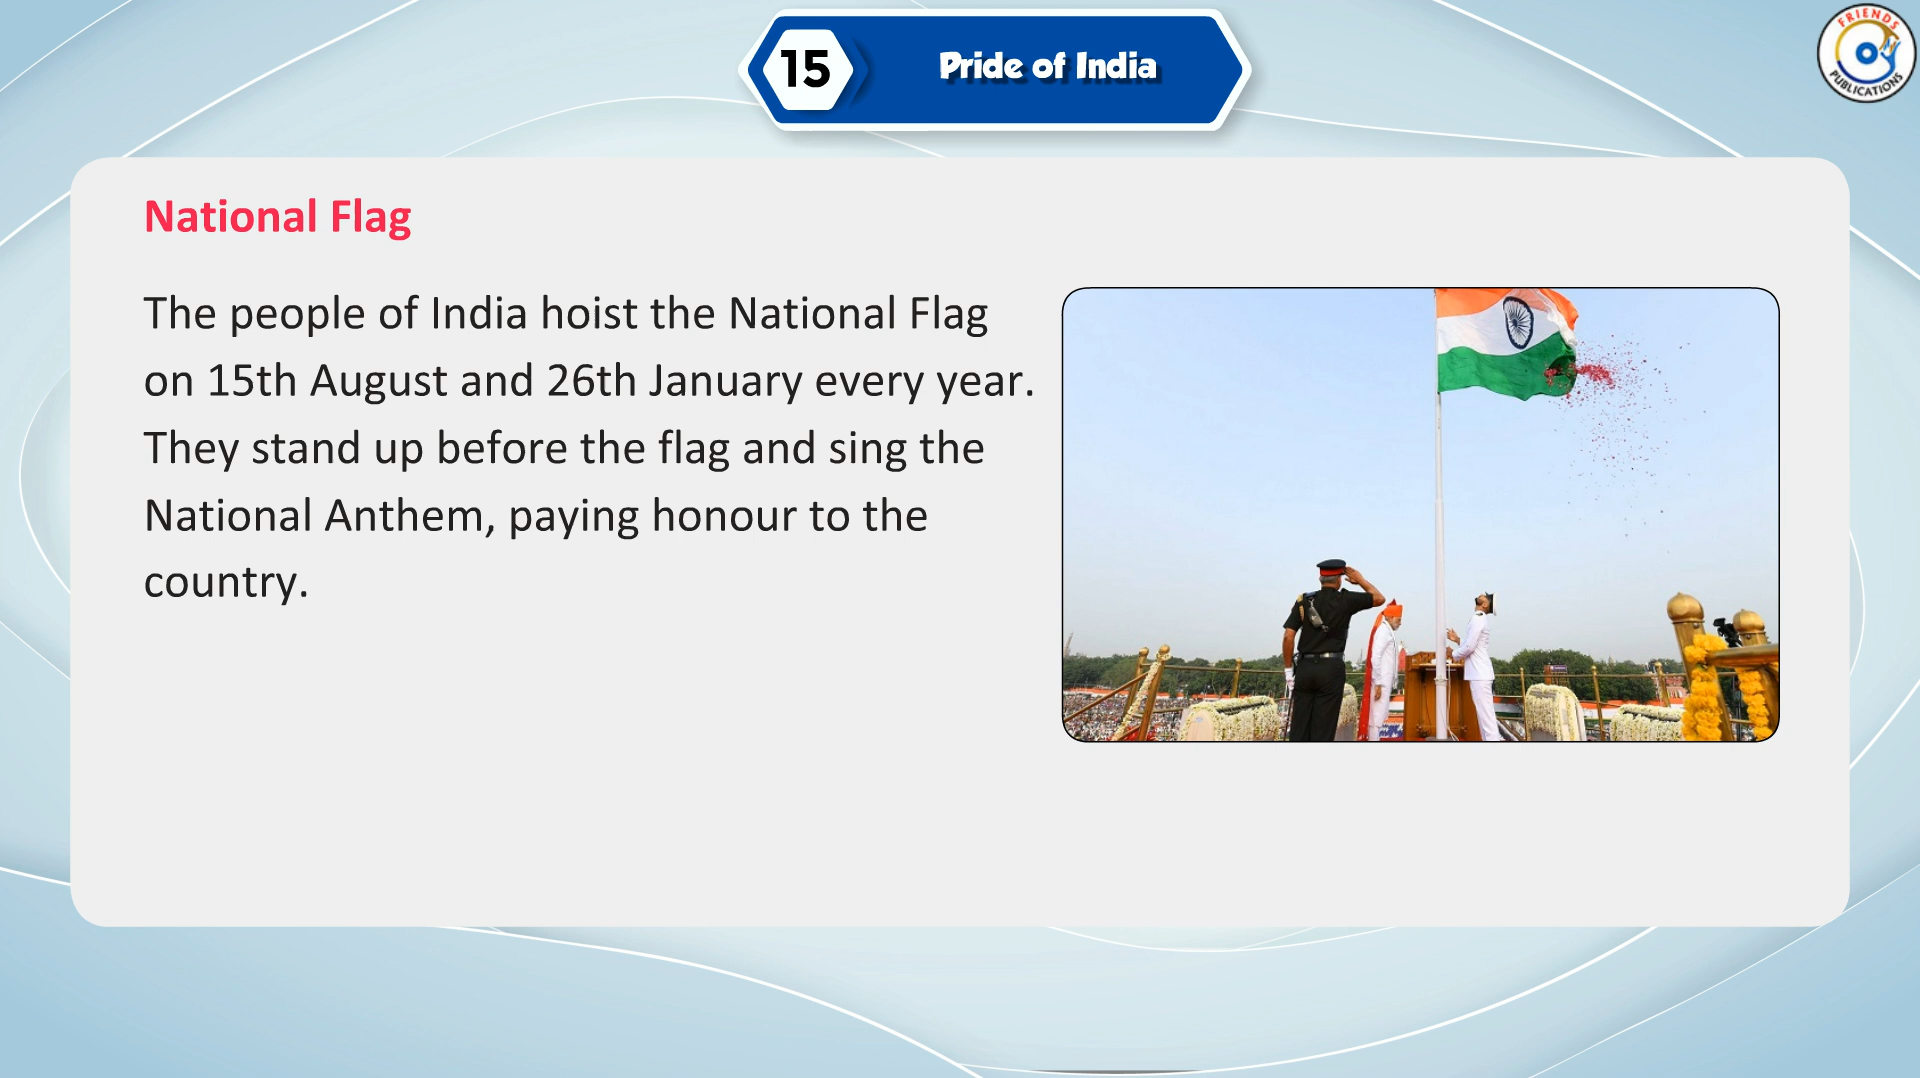 15
Pride of India
FRIENDS
PUBLICATIONS
National Flag
The people of India hoist the National Flag
on 15th August and 26th January every year.
They stand up before the flag and sing the
National Anthem, paying honour to the
country.